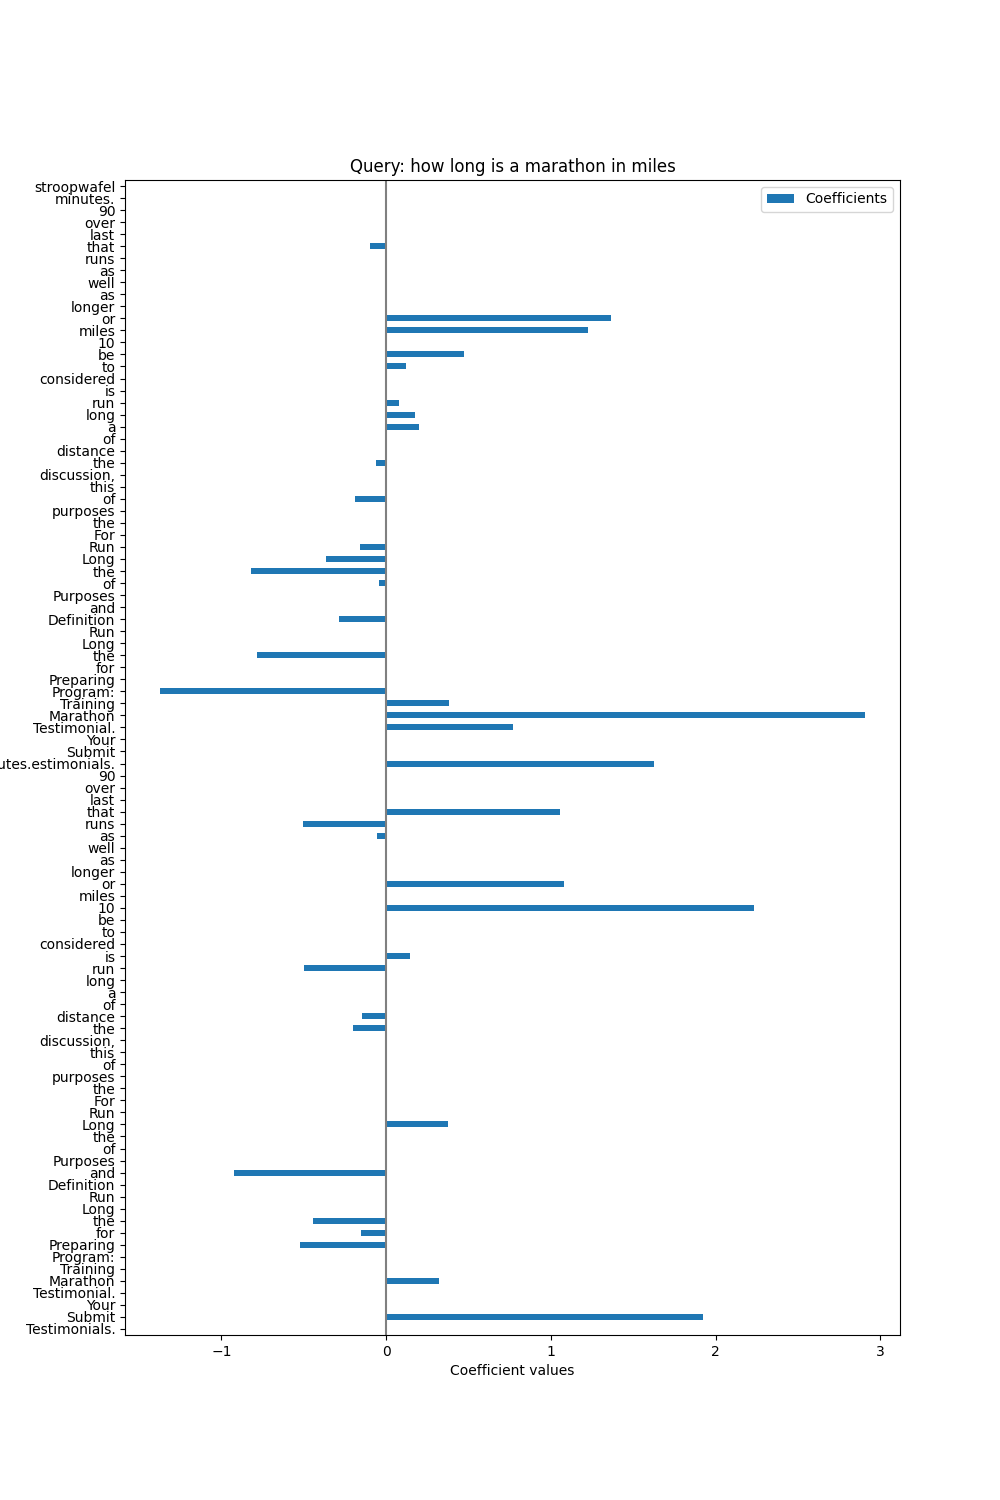 Query: how long is a marathon in miles
Coefficients
stroopwafel
minutes.
90
over
last
that
runs
as
well
as
longer
or
miles
10
be
to
considered
is
run
long
a
of
distance
the
discussion,
this
of
purposes
the
For
Run
Long
the
of
Purposes
and
Definition
Run
Long
the
for
Preparing
Program:
Training
Marathon
Testimonial.
Your
Submit
utes.estimonials.
90
over
last
that
runs
as
well
as
longer
or
miles
10
be
to
considered
is
run
long
a
of
distance
the
discussion,
this
of
purposes
the
For
Run
Long
the
of
Purposes
and
Definition
Run
Long
the
for
Preparing
Program:
Training
Marathon
Testimonial.
Your
Submit
Testimonials.
−1 0 1 2 3
Coefficient values